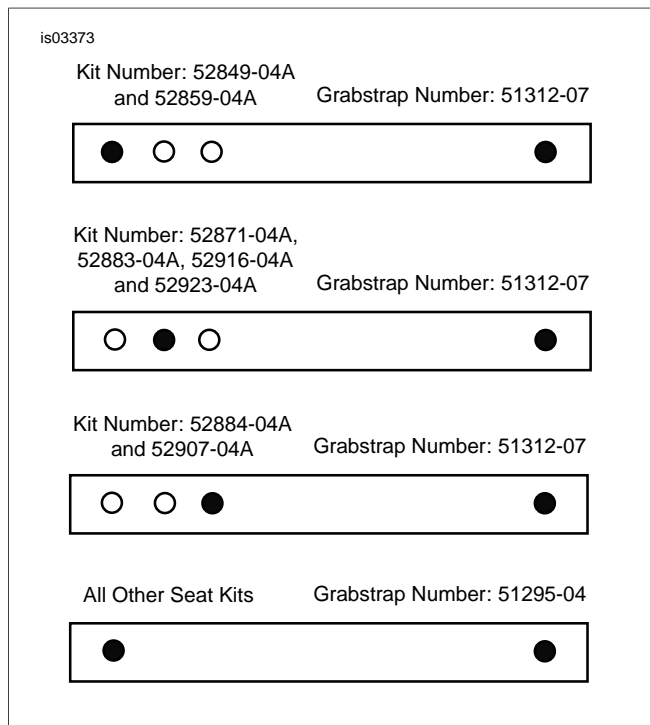 is03373
Kit Number: 52849-04A
and 52859-04A
Grabstrap Number: 51312-07
Kit Number: 52871-04A,
52883-04A, 52916-04A
and 52923-04A
Grabstrap Number: 51312-07
Kit Number: 52884-04A
and 52907-04A
Grabstrap Number: 51312-07
All Other Seat Kits
Grabstrap Number: 51295-04